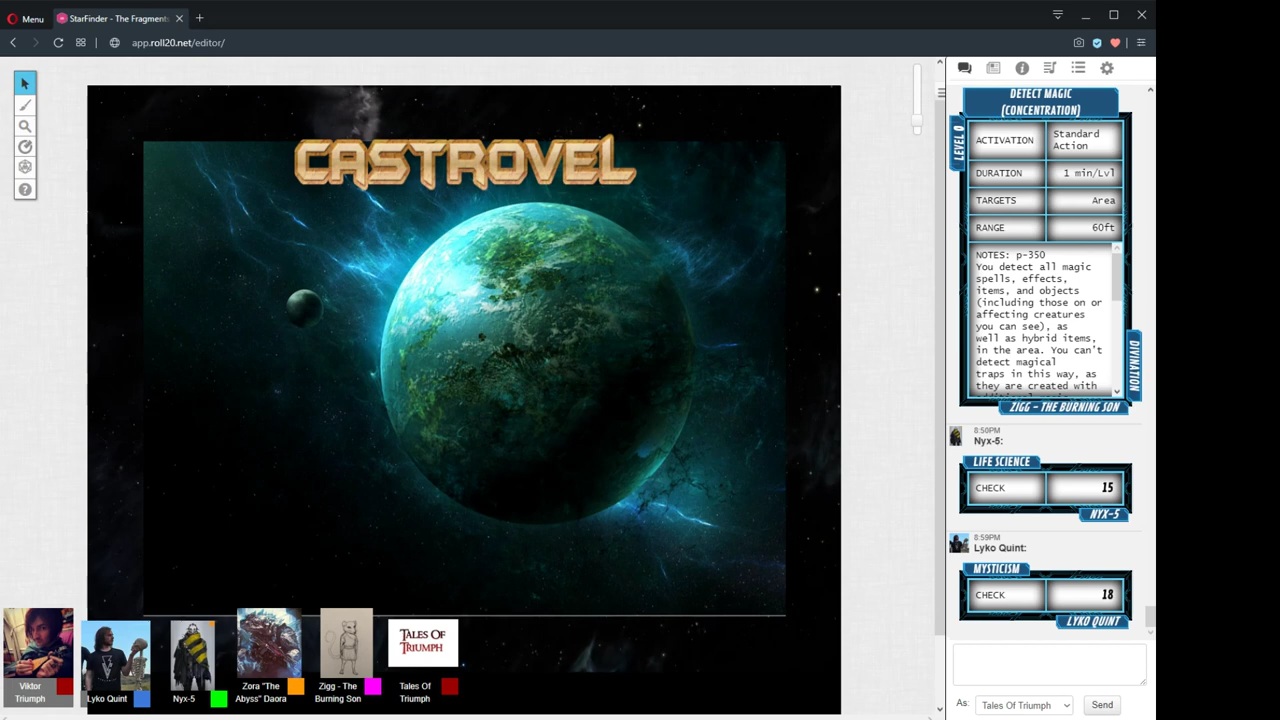 Menu
StarFinder - The Fragments
app.roll20.net/editor/
CASTROVEL
DETECT MAGIC
(CONCENTRATION)
LEVEL 0
ACTIVATION
Standard
Action
DURATION
1 min/Lvl
TARGETS
Area
RANGE
60ft
NOTES: p-350
You detect all magic
spells, effects,
items, and objects
(including those on or
affecting creatures
you can see), as
well as hybrid items,
in the area. You can't
detect magical
traps in this way, as
they are created with
DIVINATION
ZIGG - THE BURNING SON
8:50PM
Nyx-5:
LIFE SCIENCE
CHECK
15
NYX-5
8:59PM
Lyko Quint:
MYSTICISM
CHECK
18
LYKO QUINT
As:
Tales Of Triumph
Send
TALES OF
TRIUMPH
Viktor
Triumph
Lyko Quint
Nyx-5
Zora "The
Abyss" Daora
Zigg - The
Burning Son
Tales Of
Triumph